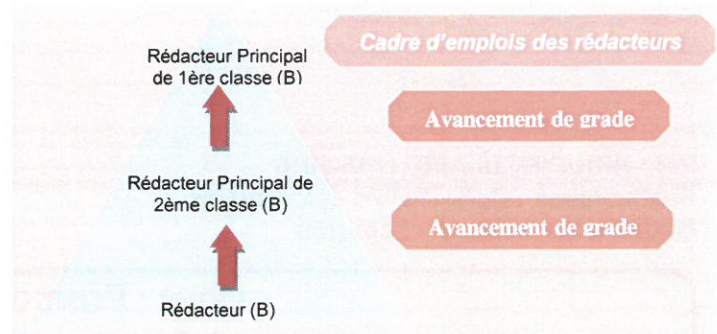 Cadre d'emplois des rédacteurs
Rédacteur Principal
de 1ère classe (B)
Avancement de grade
Rédacteur Principal de
2ème classe (B)
Avancement de grade
Rédacteur (B)